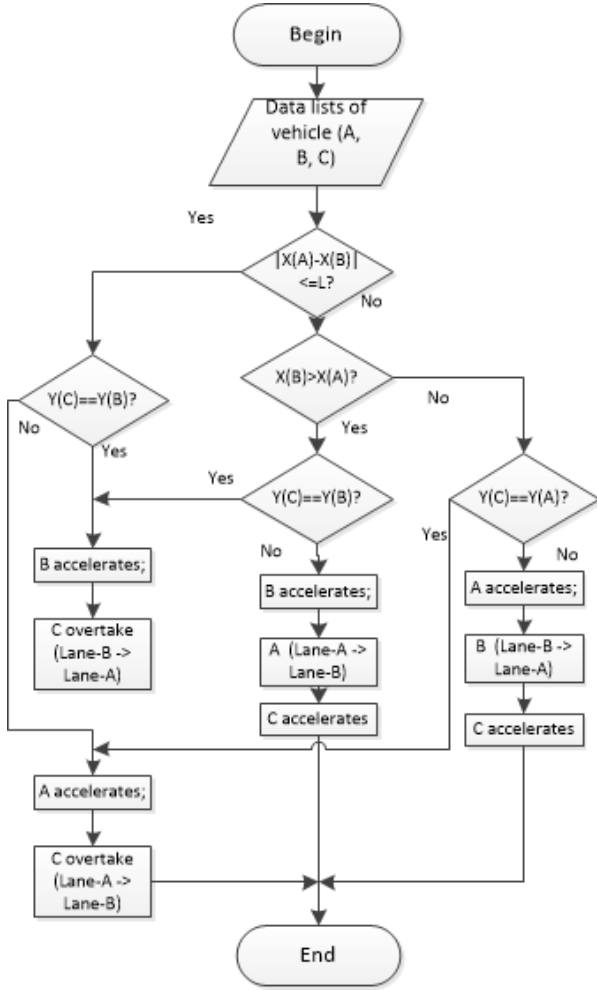 Begin
Data lists of
vehicle (A,
B, C)
Yes
|X(A)-X(B)|
<=L?
No
X(B)>X(A)?
No
Y(C)==Y(B)?
No
Yes
Yes
Yes
Y(C)==Y(B)?
No
Y(C)==Y(A)?
Yes
No
B accelerates;
C overtake
(Lane-B ->
Lane-A)
B accelerates;
A (Lane-A ->
Lane-B)
C accelerates
A accelerates;
B (Lane-B ->
Lane-A)
C accelerates
A accelerates;
C overtake
(Lane-A ->
Lane-B)
End